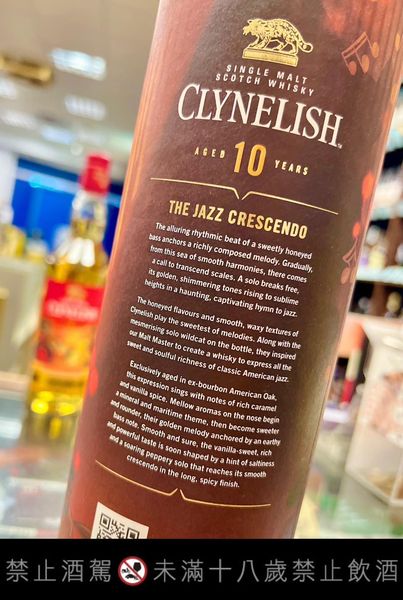 SINGLE MALT
SCOTCH WHISKY
CLYNELISH™
AGED 10 YEARS
THE JAZZ CRESCENDO
The alluring rhythmic beat of a sweetly honeyed
bass anchors a richly composed melody. Gradually,
from this sea of smooth harmonies, there comes
a call to transcend scales. A solo breaks free,
its golden, shimmering tones rising to sublime
heights in a haunting, captivating hymn to jazz.
The honeyed flavours and smooth, waxy textures of
Clynelish play the sweetest of melodies. Along with the
mesmerising solo wildcat on the bottle, they inspired
our Malt Master to create a whisky to express all the
sweet and soulful richness of classic American jazz.
Exclusively aged in ex-bourbon American Oak,
this expression sings with notes of rich caramel
and vanilla spice. Mellow aromas on the nose begin
a mineral and maritime theme, then become sweeter
and rounder, their golden melody anchored by an earthy
bass note. Smooth and sure, the vanilla-sweet, rich
and powerful taste is soon shaped by a hint of saltiness
and a soaring peppery solo that reaches its smooth
crescendo in the long, spicy finish.
禁止酒駕 未滿十八歲禁止飲酒